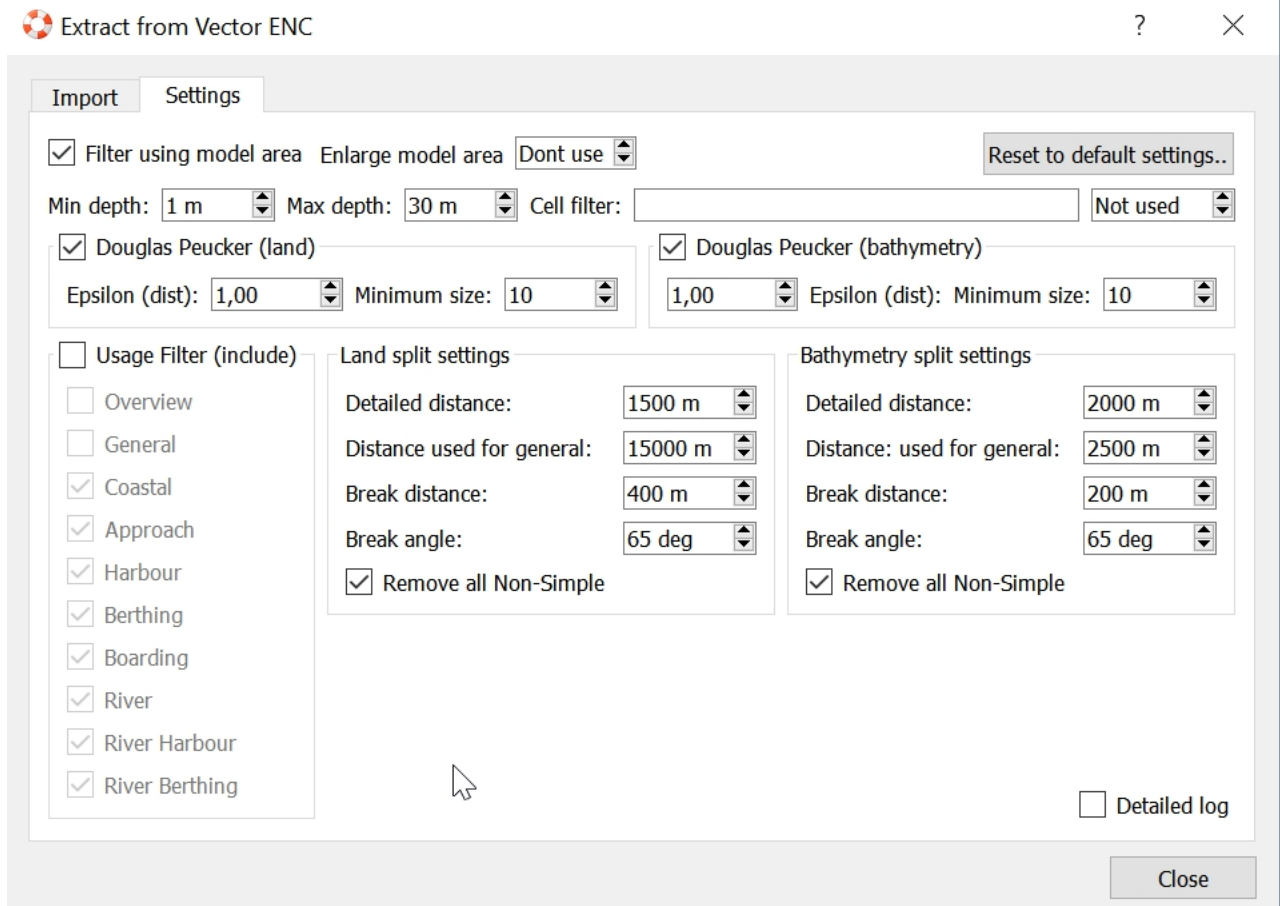 Extract from Vector ENC ?
Import Settings
Filter using model area Enlarge model area Dont use Reset to default settings..
Min depth: 1 m Max depth: 30 m Cell filter: Not used
Douglas Peucker (land) Douglas Peucker (bathymetry)
Epsilon (dist): 1,00 Minimum size: 10 1,00 Epsilon (dist): Minimum size: 10
Usage Filter (include)
Overview
General
Coastal
Approach
Harbour
Berthing
Boarding
River
River Harbour
River Berthing
Land split settings
Detailed distance: 1500 m
Distance used for general: 15000 m
Break distance: 400 m
Break angle: 65 deg
Remove all Non-Simple
Bathymetry split settings
Detailed distance: 2000 m
Distance: used for general: 2500 m
Break distance: 200 m
Break angle: 65 deg
Remove all Non-Simple
Detailed log
Close